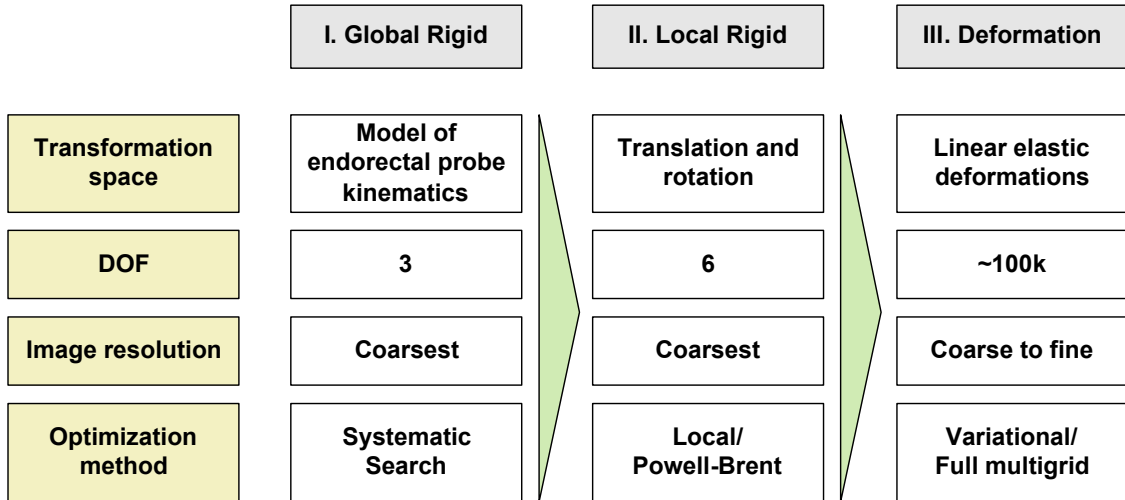 I. Global Rigid
II. Local Rigid
III. Deformation
Transformation
space
Model of
endorectal probe
kinematics
Translation and
rotation
Linear elastic
deformations
DOF
3
6
~100k
Image resolution
Coarsest
Coarsest
Coarse to fine
Optimization
method
Systematic
Search
Local/
Powell-Brent
Variational/
Full multigrid